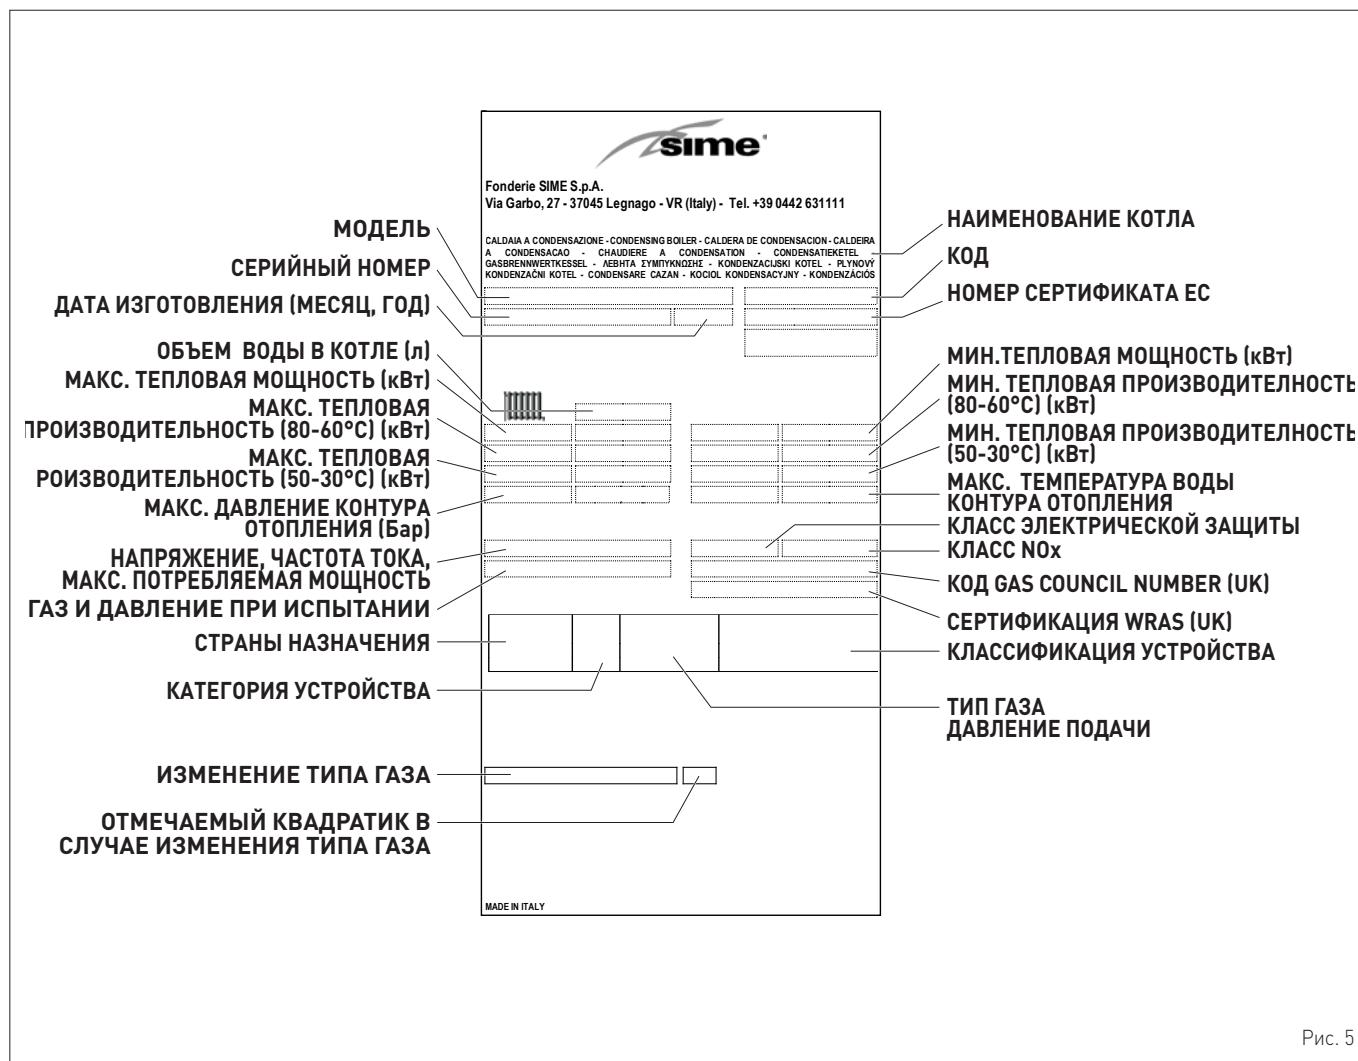 sime
Fonderie SIME S.p.A.
Via Garbo, 27 - 37045 Legnago - VR (Italy) - Tel. +39 0442 631111
CALDAIA A CONDENSAZIONE - CONDENSING BOILER - CALDERA DE CONDENSACION - CALDEIRA
A CONDENSACAO - CHAUDIERE A CONDENSATION - CONDENSATIEKETEL -
GASBRENNWERTKESSEL - ΛΕΒΗΤΑ ΣΥΜΠΥΚΝΩΣΗΣ - KONDENZACIJSKI KOTEL - PLYNOVÝ
KONDENZAČNI KOTEL - CONDENSARE CAZAN - KOCIOL KONDENSACYJNY - KONDENZÁCIÓS
МОДЕЛЬ
СЕРИЙНЫЙ НОМЕР
ДАТА ИЗГОТОВЛЕНИЯ (МЕСЯЦ, ГОД)
ОБЪЕМ ВОДЫ В КОТЛЕ (л)
МАКС. ТЕПЛОВАЯ МОЩНОСТЬ (кВт)
МАКС. ТЕПЛОВАЯ
ПРОИЗВОДИТЕЛЬНОСТЬ (80-60°C) (кВт)
МАКС. ТЕПЛОВАЯ
РОИЗВОДИТЕЛЬНОСТЬ (50-30°C) (кВт)
МАКС. ДАВЛЕНИЕ КОНТУРА
ОТОПЛЕНИЯ (Бар)
НАПРЯЖЕНИЕ, ЧАСТОТА ТОКА,
МАКС. ПОТРЕБЛЯЕМАЯ МОЩНОСТЬ
ГАЗ И ДАВЛЕНИЕ ПРИ ИСПЫТАНИИ
СТРАНЫ НАЗНАЧЕНИЯ
КАТЕГОРИЯ УСТРОЙСТВА
ИЗМЕНЕНИЕ ТИПА ГАЗА
ОТМЕЧАЕМЫЙ КВАДРАТИК В
СЛУЧАЕ ИЗМЕНЕНИЯ ТИПА ГАЗА
НАИМЕНОВАНИЕ КОТЛА
КОД
НОМЕР СЕРТИФИКАТА ЕС
МИН.ТЕПЛОВАЯ МОЩНОСТЬ (кВт)
МИН. ТЕПЛОВАЯ ПРОИЗВОДИТЕЛНОСТЬ
(80-60°C) (кВт)
МИН. ТЕПЛОВАЯ ПРОИЗВОДИТЕЛНОСТЬ
(50-30°C) (кВт)
МАКС. ТЕМПЕРАТУРА ВОДЫ
КОНТУРА ОТОПЛЕНИЯ
КЛАСС ЭЛЕКТРИЧЕСКОЙ ЗАЩИТЫ
КЛАСС NOx
КОД GAS COUNCIL NUMBER (UK)
СЕРТИФИКАЦИЯ WRAS (UK)
КЛАССИФИКАЦИЯ УСТРОЙСТВА
ТИП ГАЗА
ДАВЛЕНИЕ ПОДАЧИ
MADE IN ITALY
Рис. 5